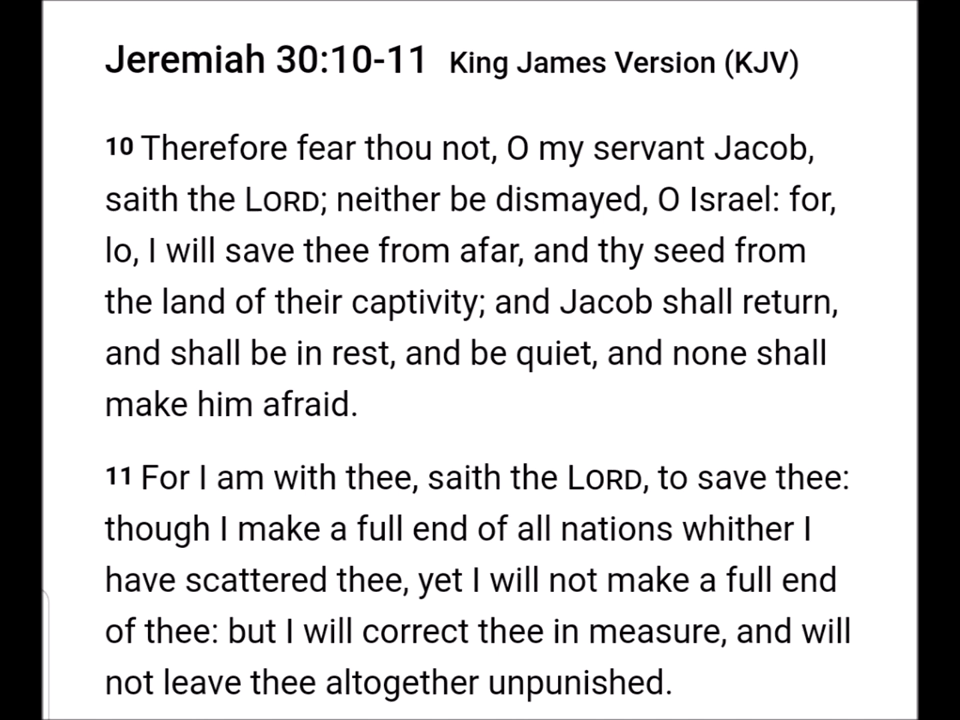 Jeremiah 30:10-11 King James Version (KJV)
10 Therefore fear thou not, O my servant Jacob,
saith the LORD; neither be dismayed, O Israel: for,
lo, I will save thee from afar, and thy seed from
the land of their captivity; and Jacob shall return,
and shall be in rest, and be quiet, and none shall
make him afraid.
11 For I am with thee, saith the LORD, to save thee:
though I make a full end of all nations whither I
have scattered thee, yet I will not make a full end
of thee: but I will correct thee in measure, and will
not leave thee altogether unpunished.